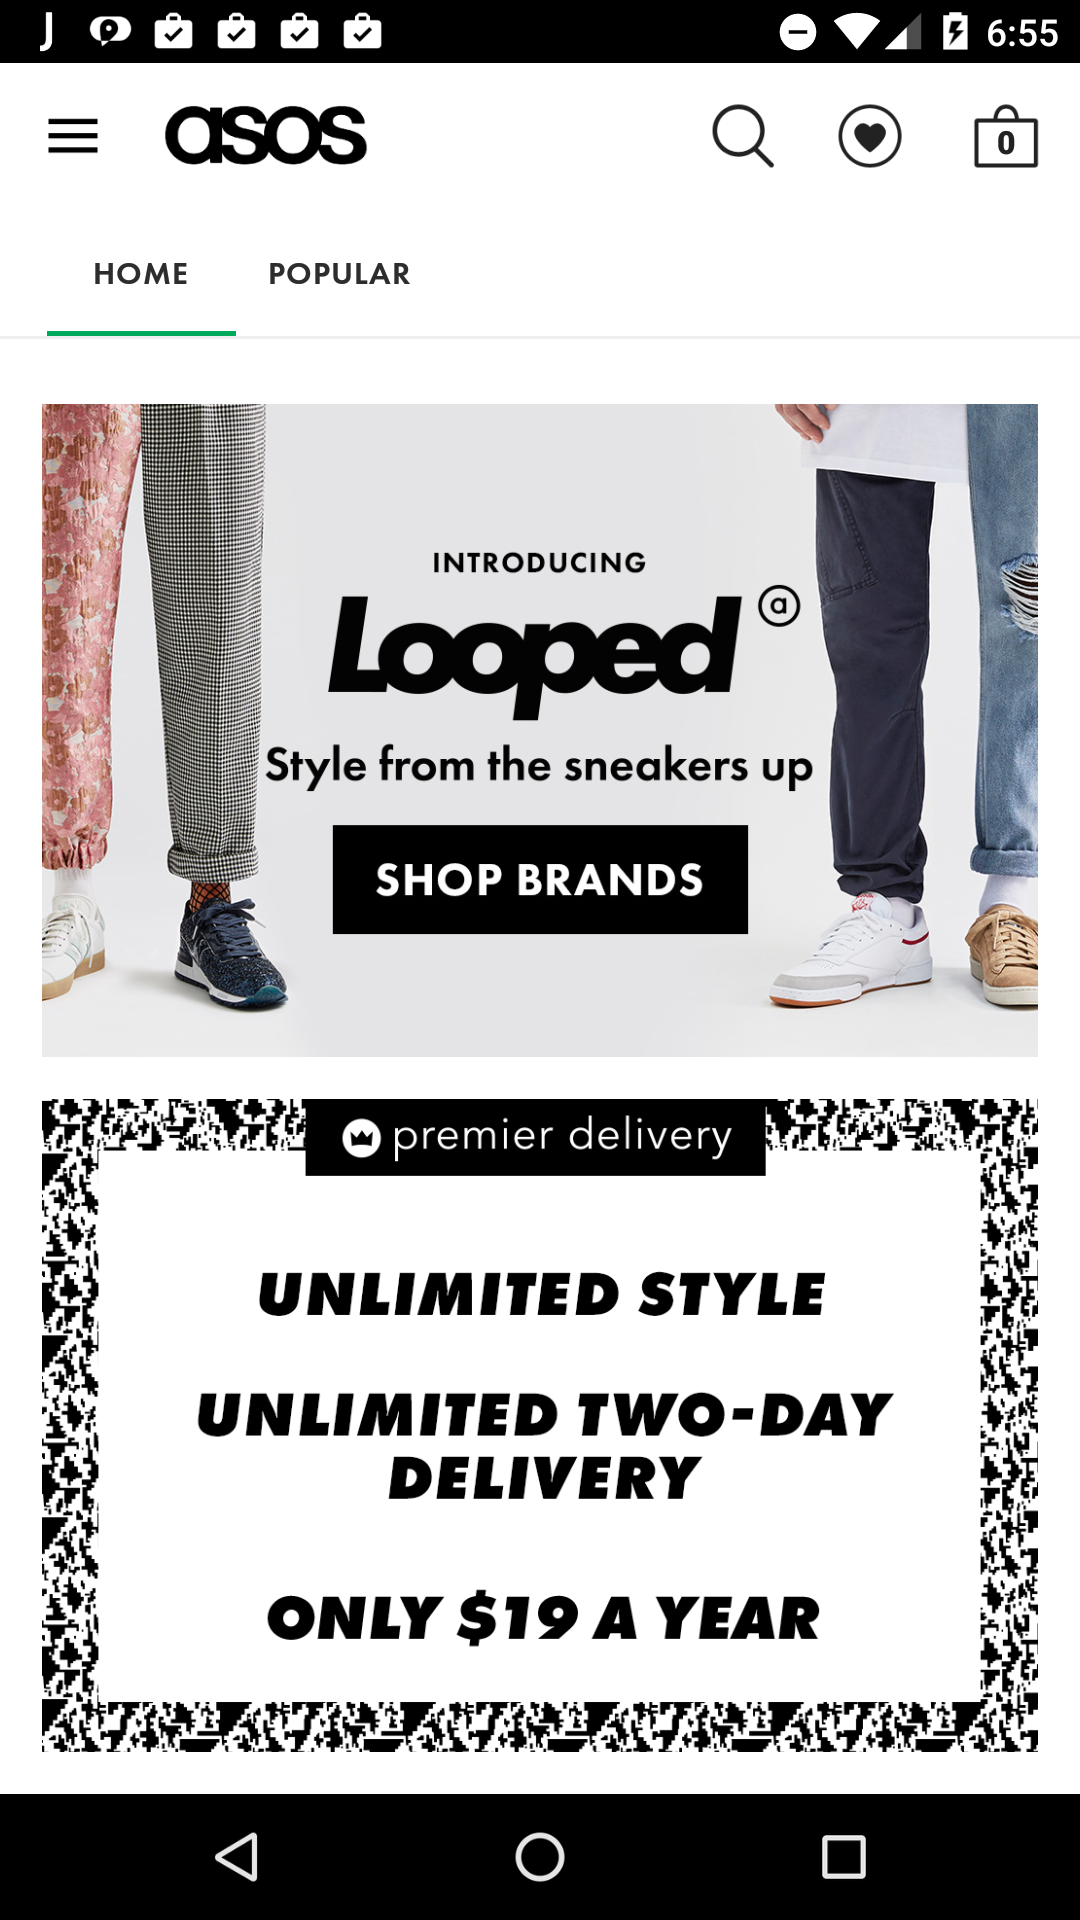 6:55
asos
0
HOME POPULAR
INTRODUCING
Looped a
Style from the sneakers up
SHOP BRANDS
premier delivery
UNLIMITED STYLE
UNLIMITED TWO-DAY
DELIVERY
ONLY $19 A YEAR